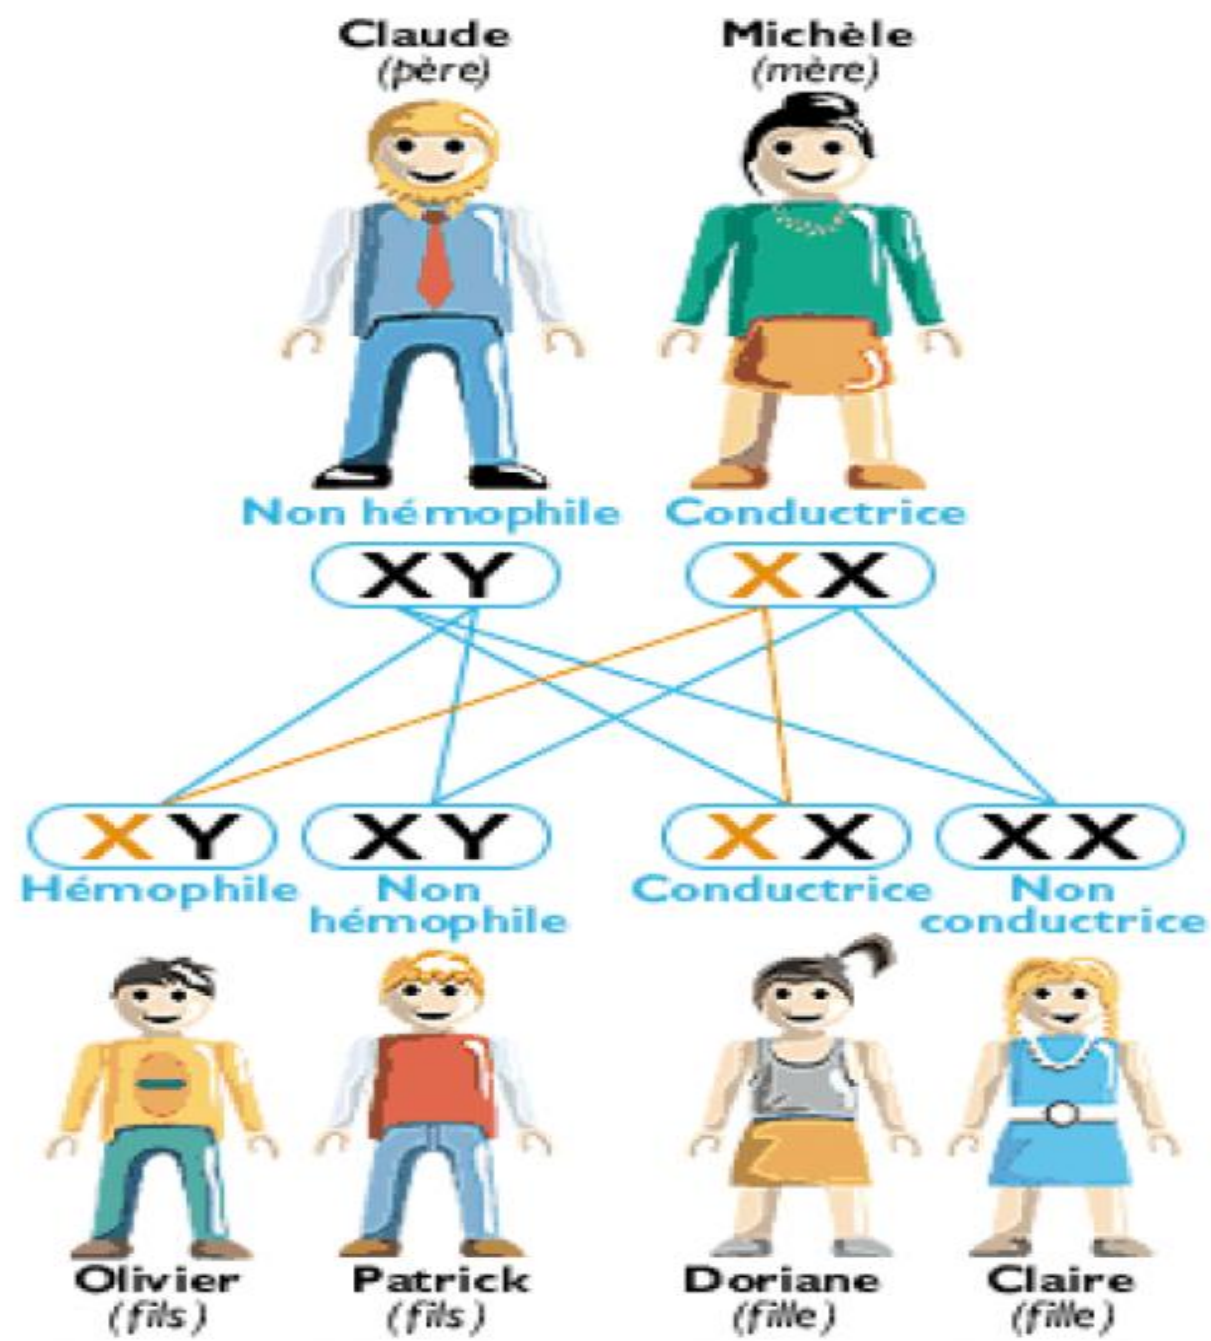 Claude
(père)
Michèle
(mère)
Non hémophile
Conductrice
XY
XX
XY
XY
XX
XX
Hémophile
Non
hémophile
Conductrice
Non
conductrice
Olivier
(fils)
Patrick
(fils)
Doriane
(fille)
Claire
(fille)